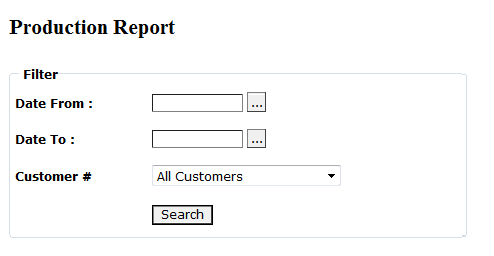 Production Report
Filter
Date From :
...
Date To :
...
Customer #
All Customers
Search